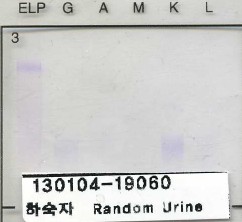 ELP G A M K L
3
130104-19060
하숙자 Random Urine